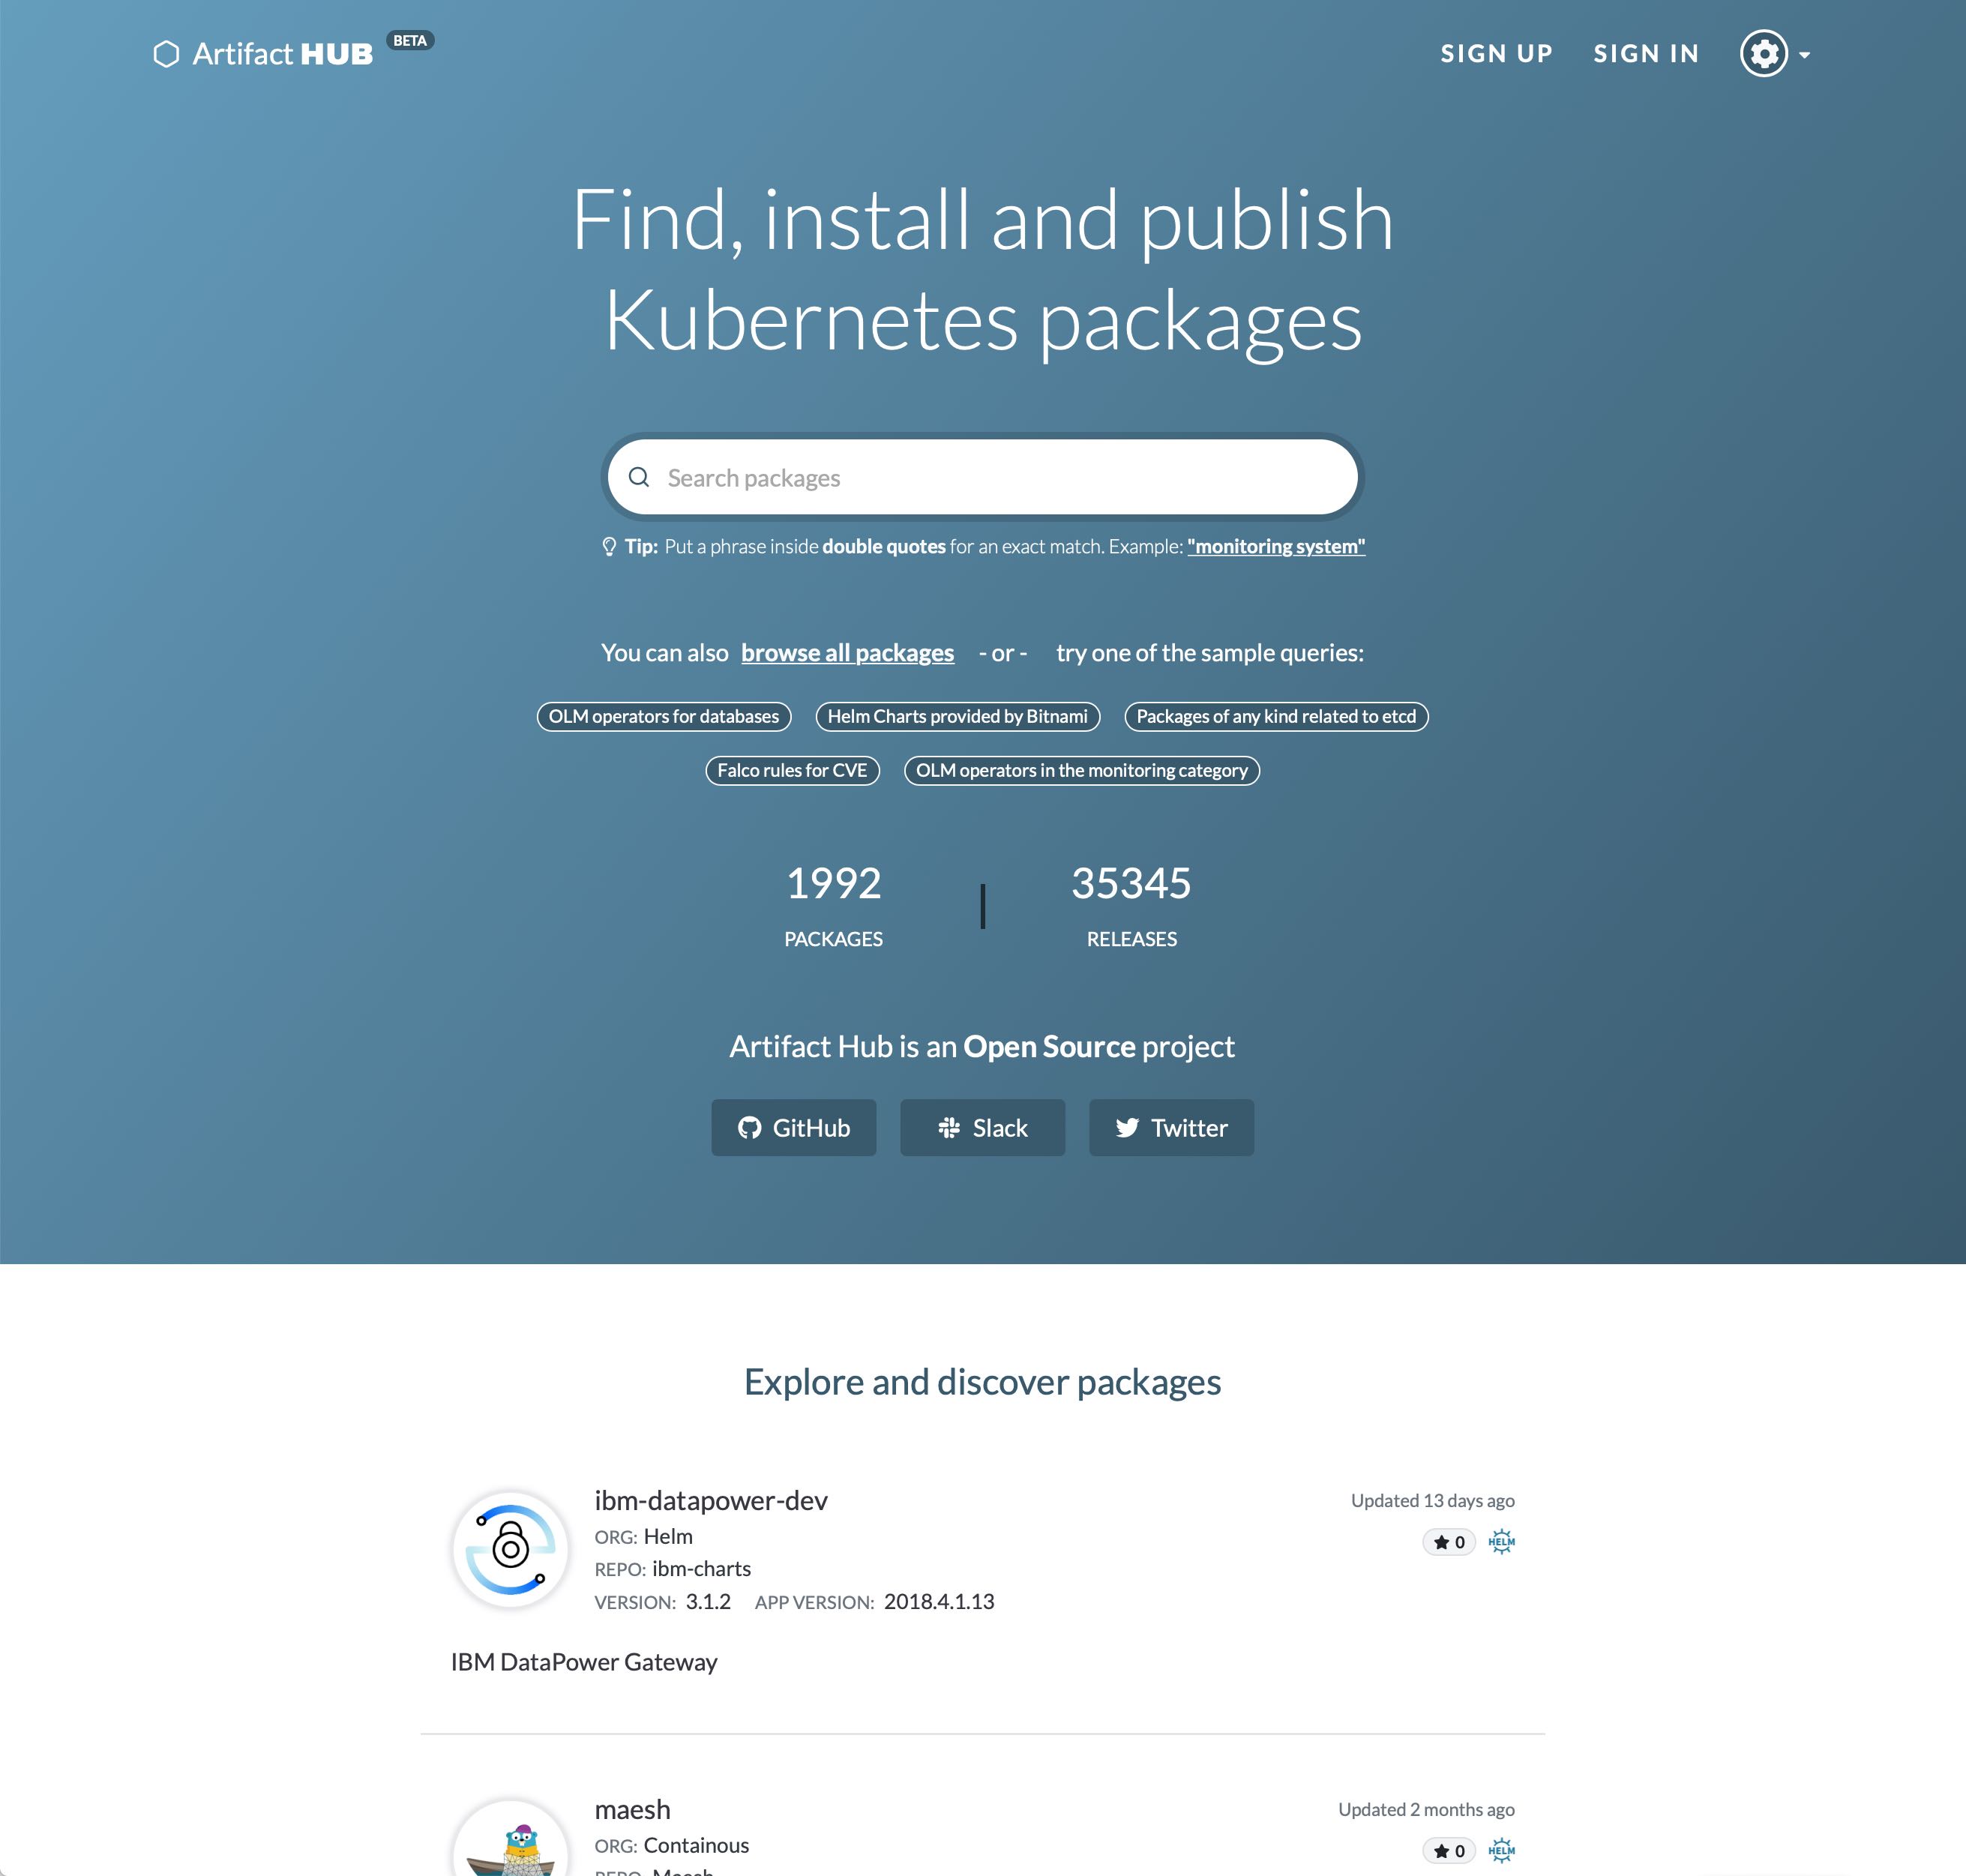 Artifact HUB BETA
SIGN UP SIGN IN
Find, install and publish
Kubernetes packages
Search packages
Tip: Put a phrase inside double quotes for an exact match. Example: "monitoring system"
You can also browse all packages - or - try one of the sample queries:
OLM operators for databases Helm Charts provided by Bitnami Packages of any kind related to etcd
Falco rules for CVE OLM operators in the monitoring category
1992 35345
PACKAGES RELEASES
Artifact Hub is an Open Source project
GitHub Slack Twitter
Explore and discover packages
ibm-datapower-dev Updated 13 days ago
ORG: Helm 0 HELM
REPO: ibm-charts
VERSION: 3.1.2 APP VERSION: 2018.4.1.13
IBM DataPower Gateway
maesh Updated 2 months ago
ORG: Containous 0 HELM
REPO: Maesh